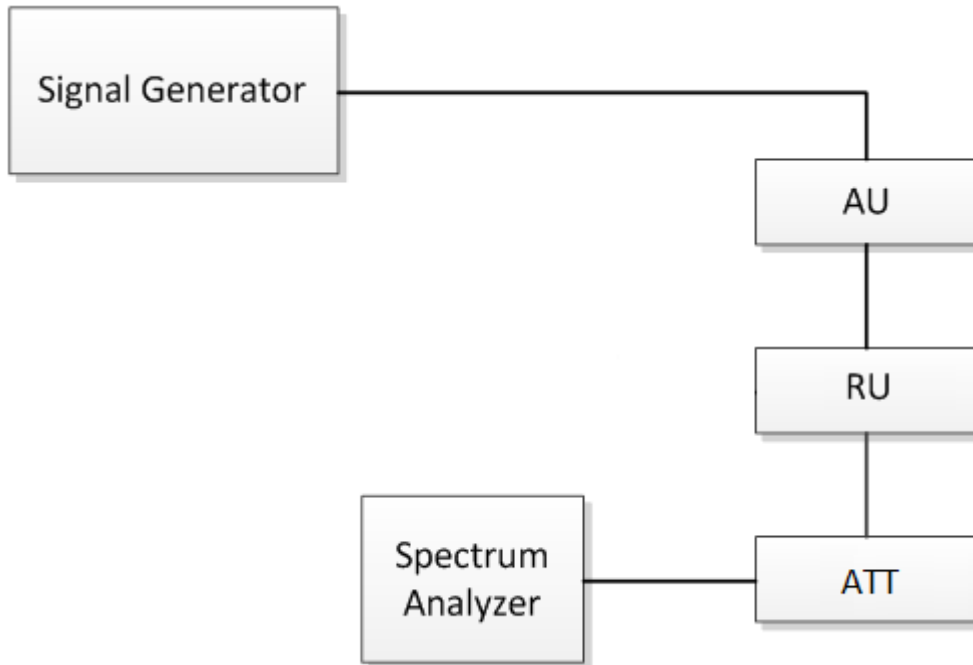 Signal Generator
AU
RU
Spectrum
Analyzer
ATT